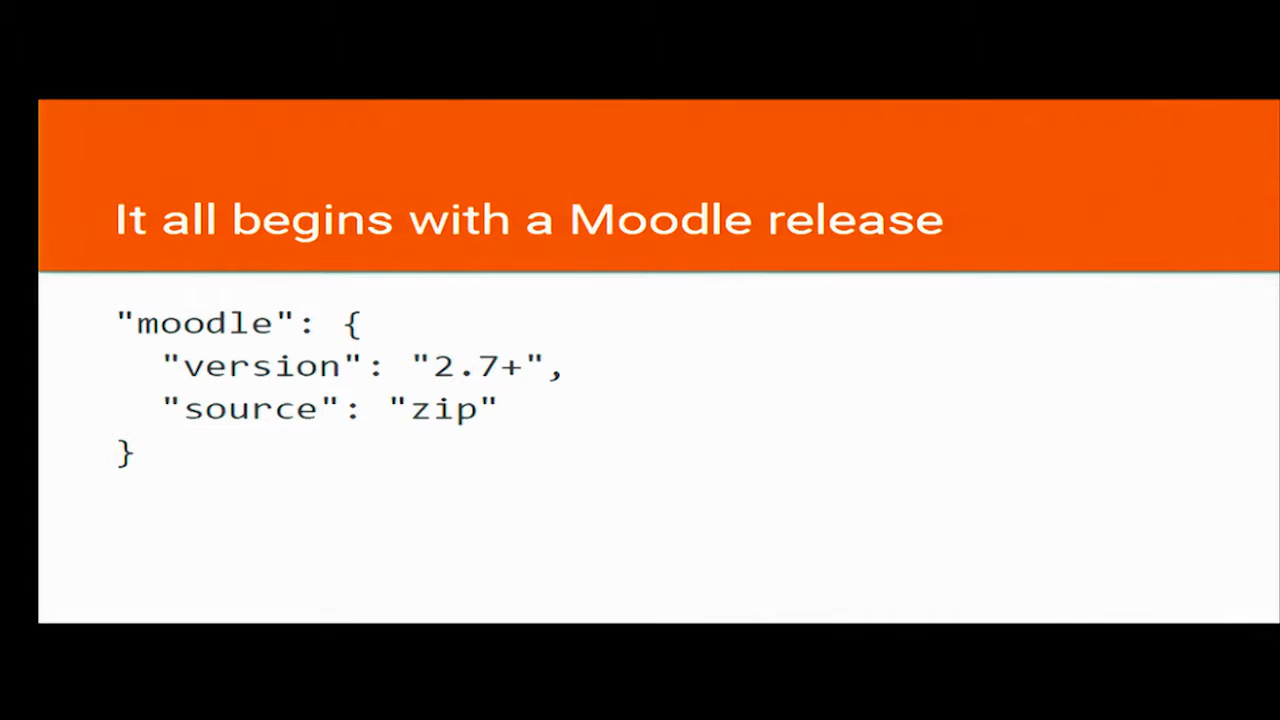 It all begins with a Moodle release
"moodle": {
  "version": "2.7+",
  "source": "zip"
}